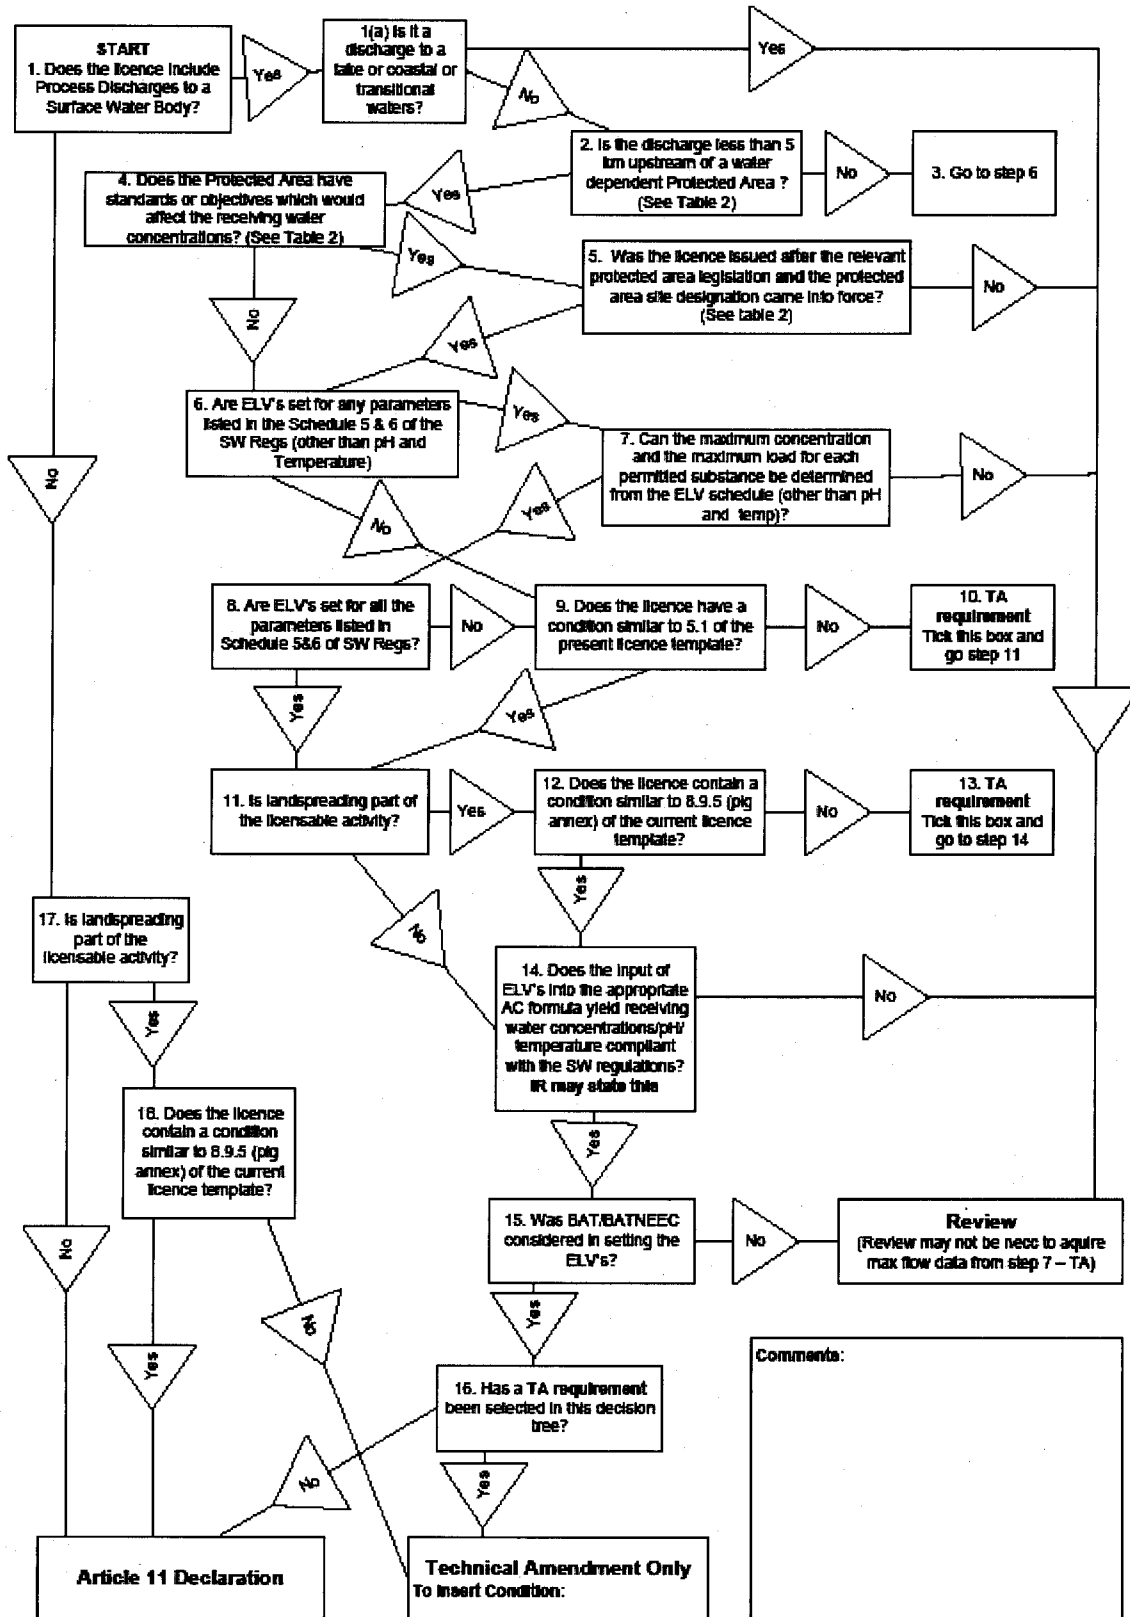 START
1. Does the licence include
Process Discharges to a
Surface Water Body?
Yes
1(a) Is it a
discharge to a
lake or coastal or
transitional
waters?
Yes
No
2. Is the discharge less than 5
km upstream of a water
dependent Protected Area ?
(See Table 2)
No
3. Go to step 6
Yes
4. Does the Protected Area have
standards or objectives which would
affect the receiving water
concentrations? (See Table 2)
Yes
5. Was the licence issued after the relevant
protected area legislation and the protected
area site designation came into force?
(See table 2)
No
No
Yes
6. Are ELV's set for any parameters
listed in the Schedule 5 & 6 of the
SW Regs (other than pH and
Temperature)
Yes
7. Can the maximum concentration
and the maximum load for each
permitted substance be determined
from the ELV schedule (other than pH
and temp)?
No
No
Yes
No
8. Are ELV's set for all the
parameters listed in
Schedule 5&6 of SW Regs?
No
9. Does the licence have a
condition similar to 5.1 of the
present licence template?
No
10. TA
requirement
Tick this box and
go step 11
Yes
Yes
11. Is landspreading part of
the licensable activity?
Yes
12. Does the licence contain a
condition similar to 8.9.5 (pig
annex) of the current licence
template?
No
13. TA
requirement
Tick this box and
go to step 14
Yes
No
17. Is landspreading
part of the
licensable activity?
14. Does the input of
ELV's into the appropriate
AC formula yield receiving
water concentrations/pH/
temperature compliant
with the SW regulations?
IR may state this
No
Yes
18. Does the licence
contain a condition
similar to 8.9.5 (pig
annex) of the current
licence template?
Yes
15. Was BAT/BATNEEC
considered in setting the
ELV's?
No
Review
(Review may not be necc to aquire
max flow data from step 7 – TA)
No
No
Yes
Yes
16. Has a TA requirement
been selected in this decision
tree?
Comments:
No
Yes
Article 11 Declaration
Technical Amendment Only
To Insert Condition: